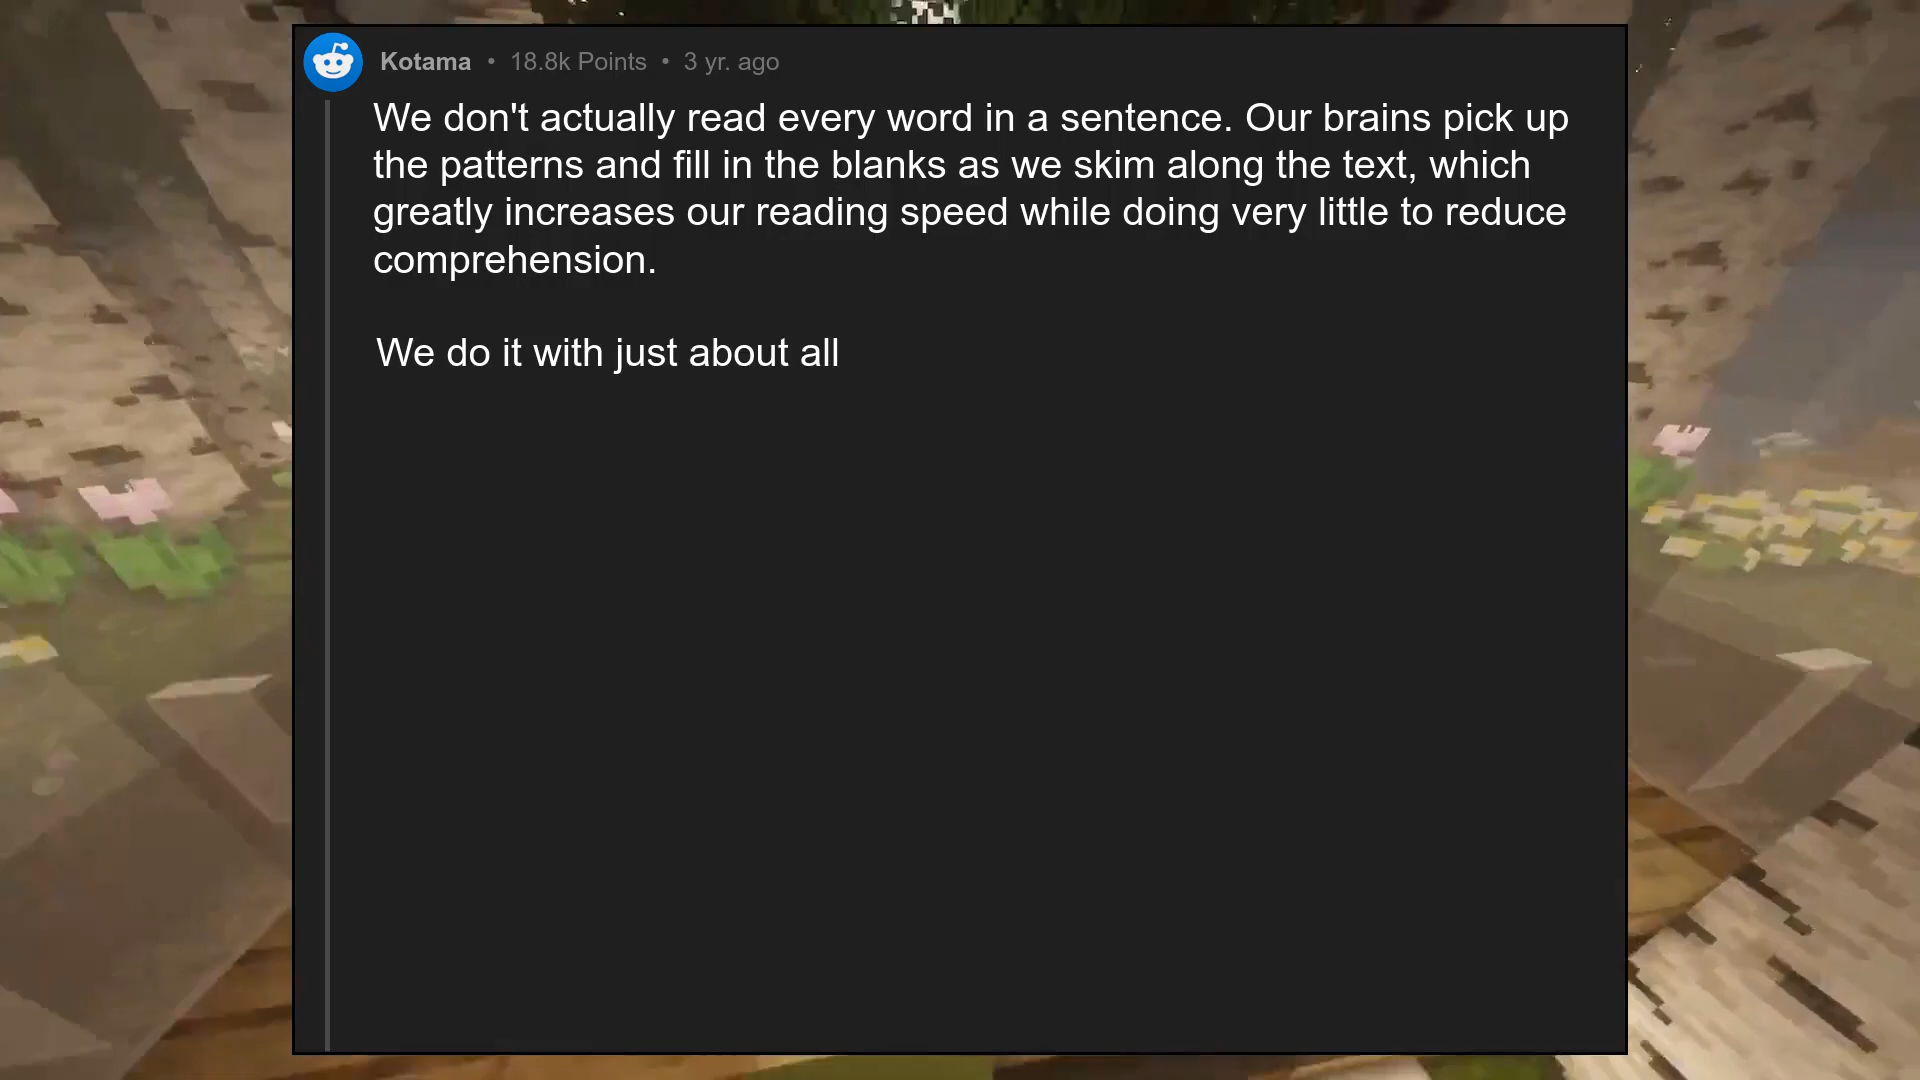 Kotama • 18.8k Points • 3 yr. ago
We don't actually read every word in a sentence. Our brains pick up
the patterns and fill in the blanks as we skim along the text, which
greatly increases our reading speed while doing very little to reduce
comprehension.
We do it with just about all